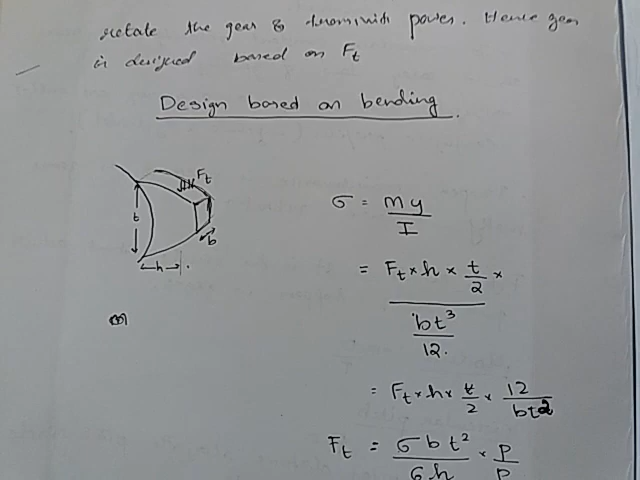 rotate the gear & transmits power. Hence gear
is designed based on Ft
Design based on bending.
Ft
t
b
h
σ = My / I
= Ft × h × t/2 × / bt³/12.
= Ft × h × t/2 × 12 / bt2
Ft = σ b t² / 6h × P/P